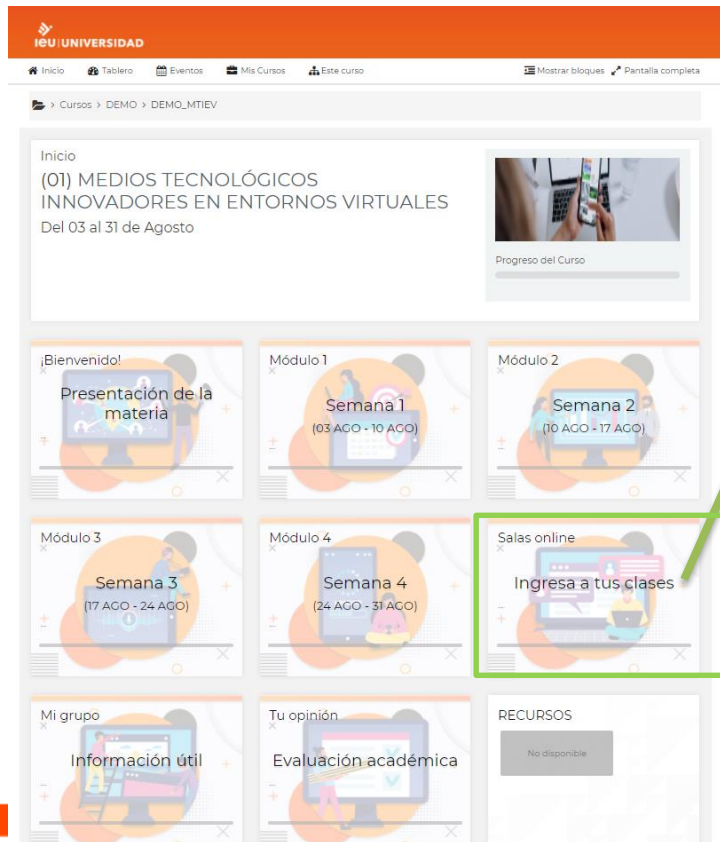 IEU UNIVERSIDAD
Inicio Tablero Eventos Mis Cursos Este curso Mostrar bloques Pantalla completa
> Cursos > DEMO > DEMO_MTIEV
Inicio
(01) MEDIOS TECNOLÓGICOS
INNOVADORES EN ENTORNOS VIRTUALES
Del 03 al 31 de Agosto
Progreso del Curso
¡Bienvenido!
Presentación de la
materia
Módulo 1
Semana 1
(03 AGO - 10 AGO)
Módulo 2
Semana 2
(10 AGO - 17 AGO)
Módulo 3
Semana 3
(17 AGO - 24 AGO)
Módulo 4
Semana 4
(24 AGO - 31 AGO)
Salas online
Ingresa a tus clases
Mi grupo
Información útil
Tu opinión
Evaluación académica
RECURSOS
No disponible